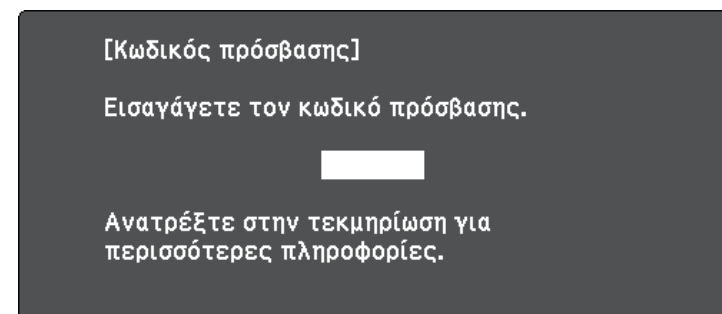 [Κωδικός πρόσβασης]
Εισαγάγετε τον κωδικό πρόσβασης.
Ανατρέξτε στην τεκμηρίωση για
περισσότερες πληροφορίες.